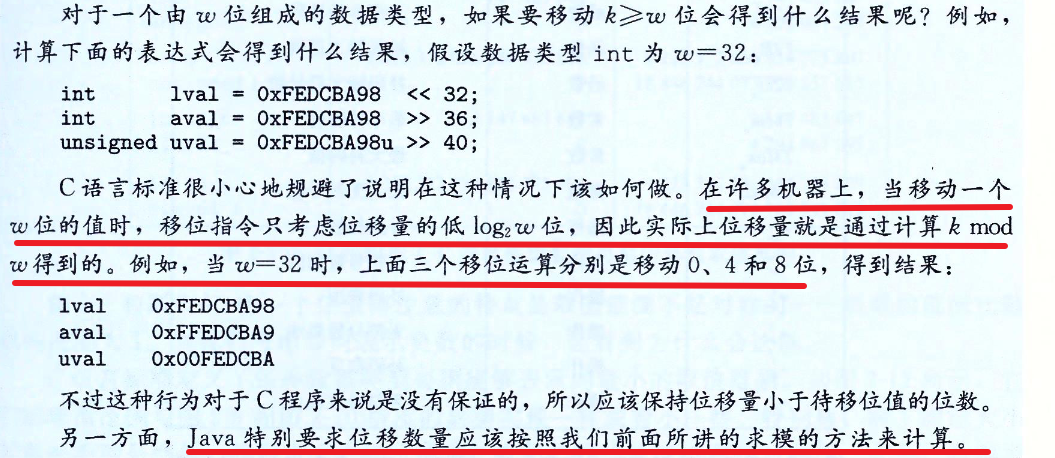 对于一个由 w 位组成的数据类型，如果要移动 k⩾w 位会得到什么结果呢？例如，
计算下面的表达式会得到什么结果，假设数据类型 int 为 w=32：
int lval = 0xFEDCBA98 << 32;
int aval = 0xFEDCBA98 >> 36;
unsigned uval = 0xFEDCBA98u >> 40;
C 语言标准很小心地规避了说明在这种情况下该如何做。在许多机器上，当移动一个
w 位的值时，移位指令只考虑位移量的低 log₂w 位，因此实际上位移量就是通过计算 k mod
w 得到的。例如，当 w=32 时，上面三个移位运算分别是移动 0、4 和 8 位，得到结果：
lval 0xFEDCBA98
aval 0xFFEDCBA9
uval 0x00FEDCBA
不过这种行为对于 C 程序来说是没有保证的，所以应该保持位移量小于待移位值的位数。
另一方面，Java 特别要求位移数量应该按照我们前面所讲的求模的方法来计算。